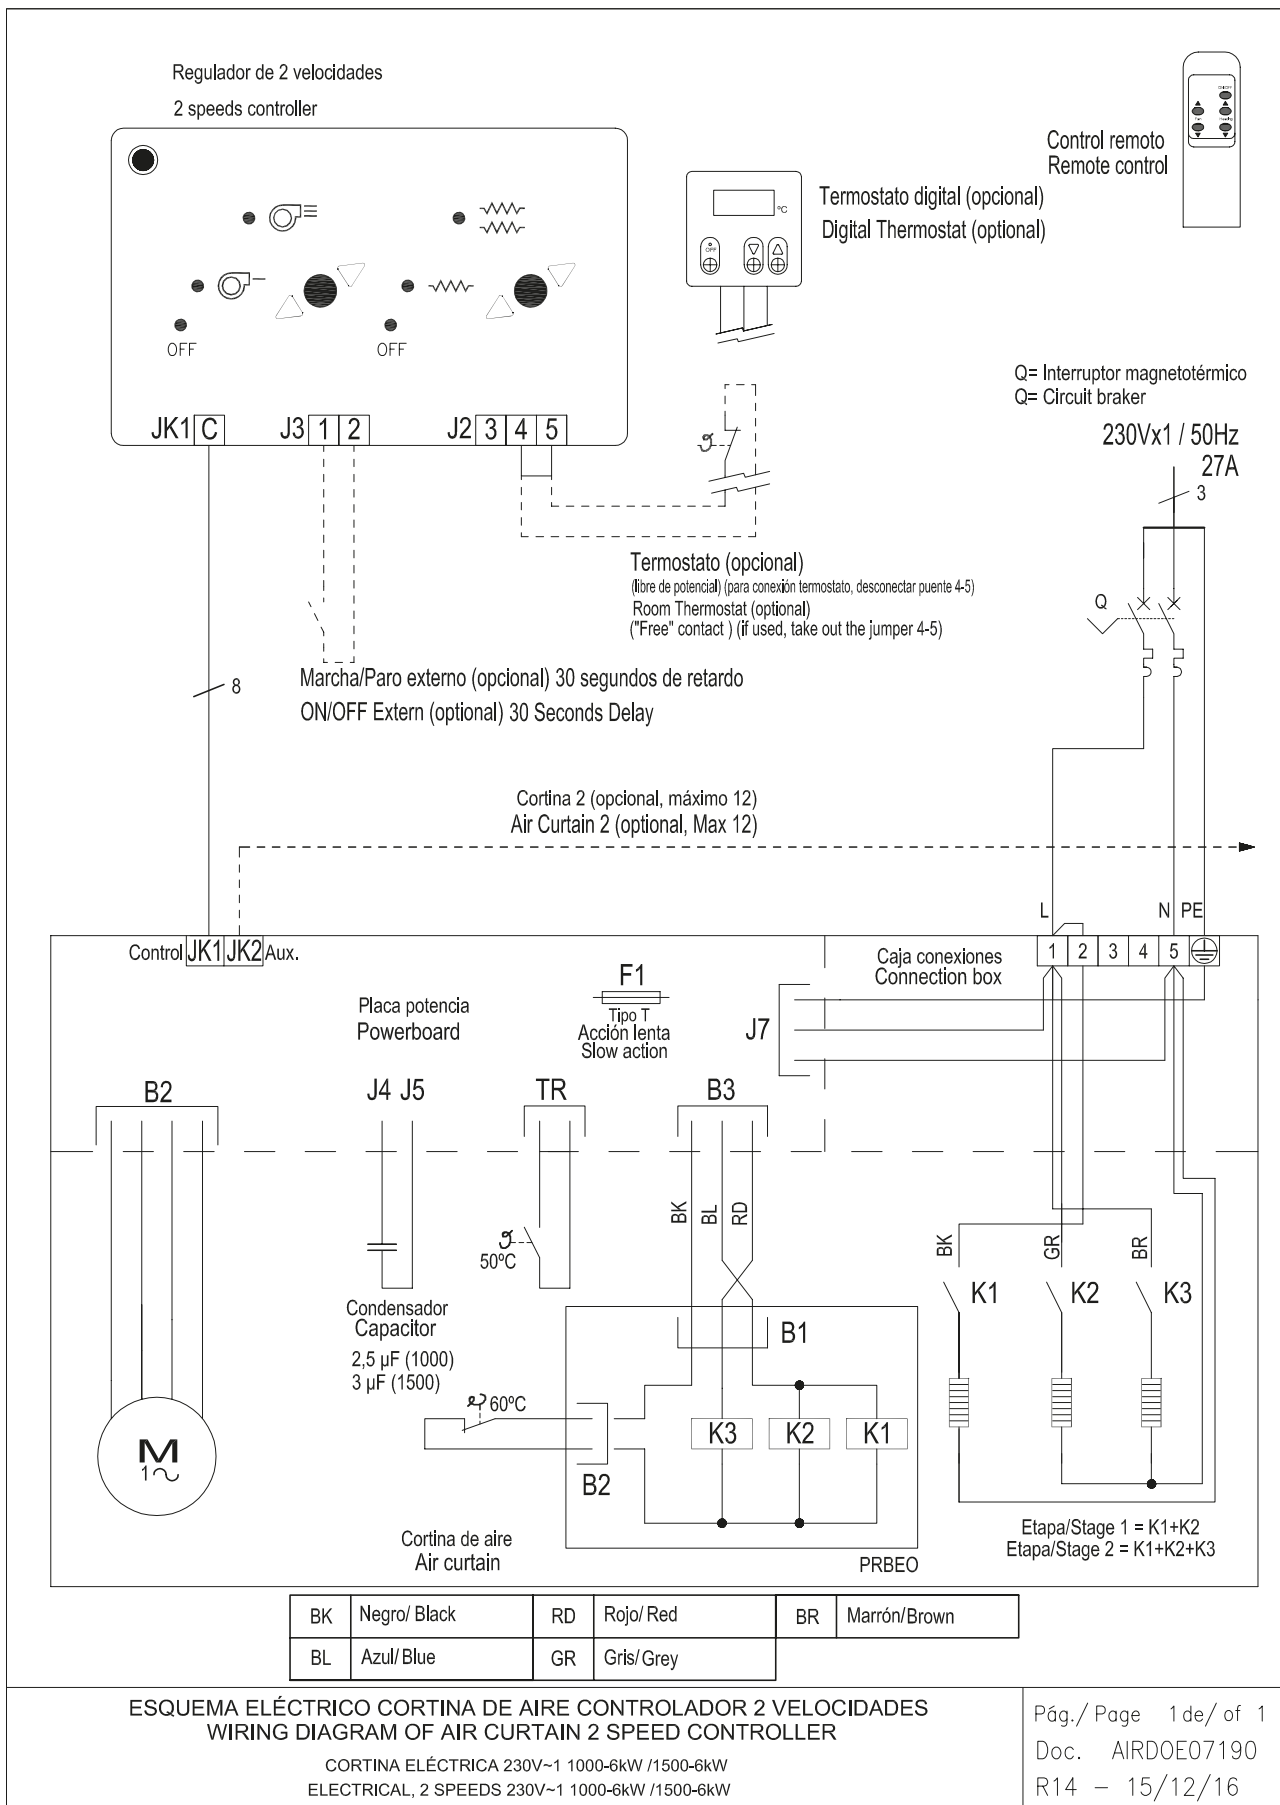 Regulador de 2 velocidades
2 speeds controller
OFF
OFF
JK1 C
J3 1 2
J2 3 4 5
°C
OFF
Termostato digital (opcional)
Digital Thermostat (optional)
Control remoto
Remote control
ON/OFF
Fan
Heating
Q= Interruptor magnetotérmico
Q= Circuit braker
230Vx1 / 50Hz
27A
3
Q
Termostato (opcional)
(libre de potencial) (para conexión termostato, desconectar puente 4-5)
Room Thermostat (optional)
("Free" contact ) (if used, take out the jumper 4-5)
8
Marcha/Paro externo (opcional) 30 segundos de retardo
ON/OFF Extern (optional) 30 Seconds Delay
Cortina 2 (opcional, máximo 12)
Air Curtain 2 (optional, Max 12)
L N PE
Control JK1 JK2 Aux.
Caja conexiones
Connection box
1 2 3 4 5
F1
Tipo T
Acción lenta
Slow action
Placa potencia
Powerboard
J7
B2
J4 J5
TR
B3
BK BL RD
BK GR BR
50ºC
K1 K2 K3
Condensador
Capacitor
2,5 µF (1000)
3 µF (1500)
B1
60ºC
K3 K2 K1
M
1
B2
Cortina de aire
Air curtain
PRBEO
Etapa/Stage 1 = K1+K2
Etapa/Stage 2 = K1+K2+K3
BK Negro/ Black RD Rojo/ Red BR Marrón/Brown
BL Azul/ Blue GR Gris/Grey
ESQUEMA ELÉCTRICO CORTINA DE AIRE CONTROLADOR 2 VELOCIDADES
WIRING DIAGRAM OF AIR CURTAIN 2 SPEED CONTROLLER
CORTINA ELÉCTRICA 230V~1 1000-6kW /1500-6kW
ELECTRICAL, 2 SPEEDS 230V~1 1000-6kW /1500-6kW
Pág./ Page 1 de/ of 1
Doc. AIRDOE07190
R14 - 15/12/16